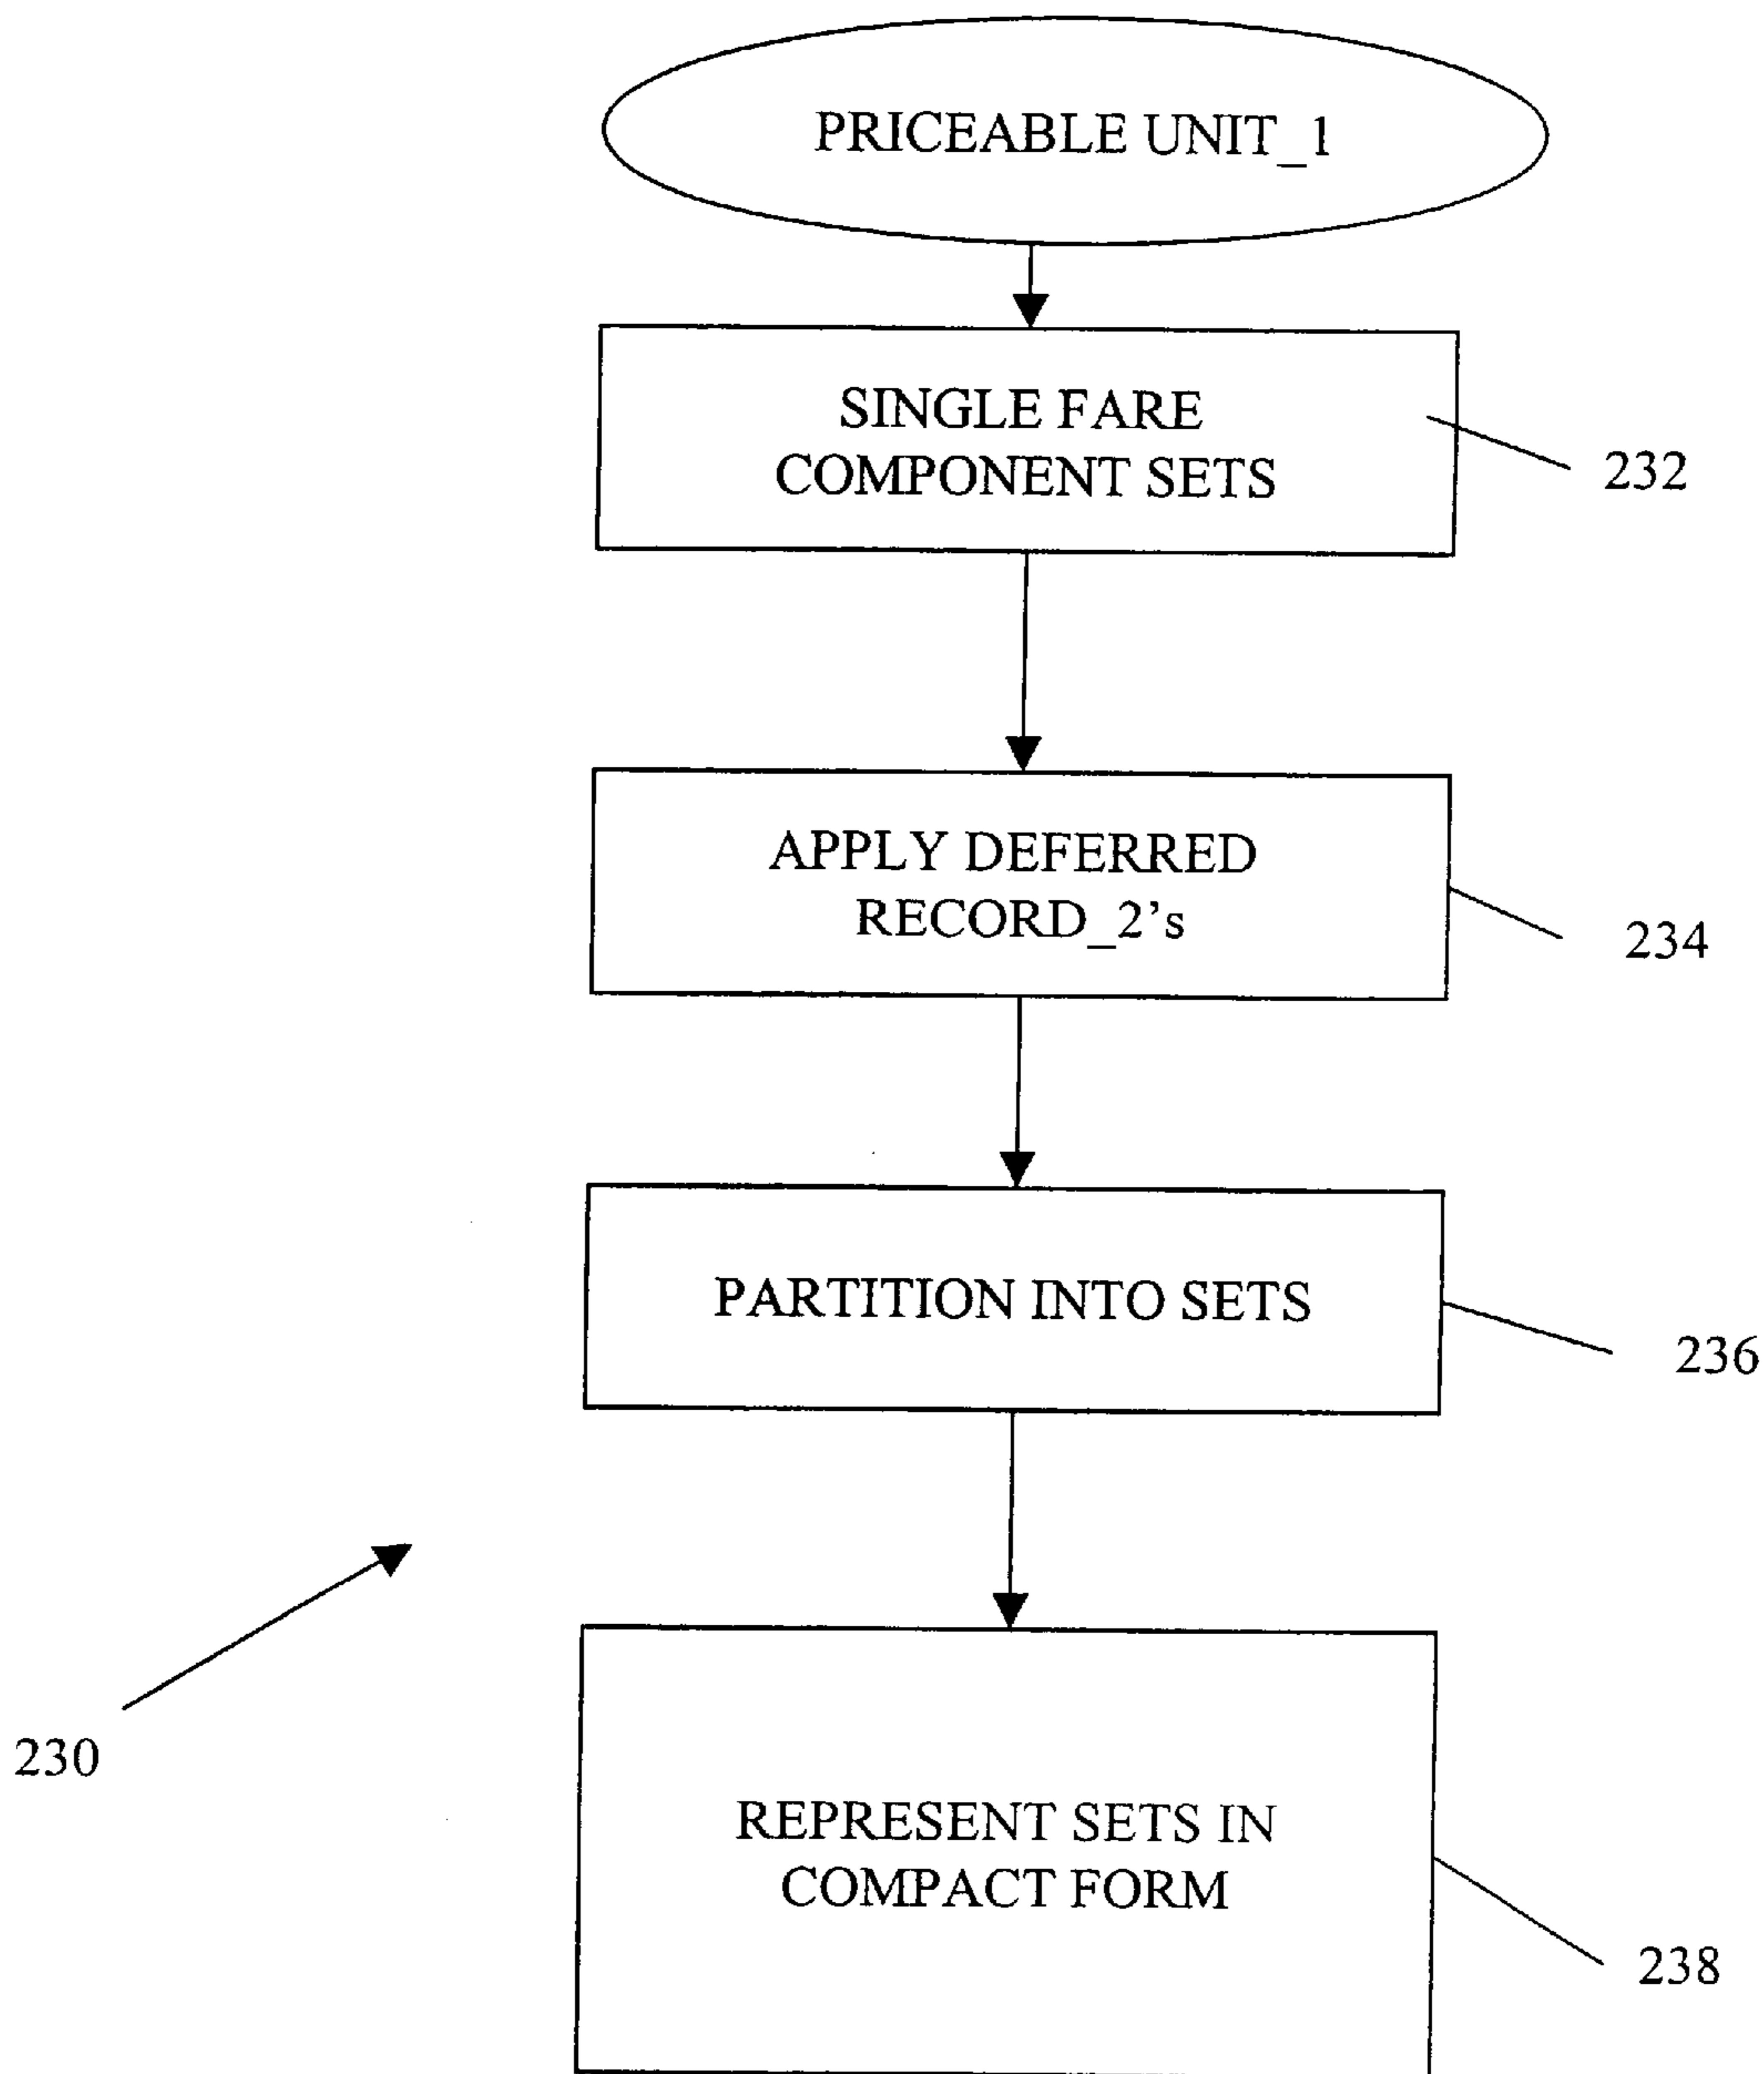 PRICEABLE UNIT_1
SINGLE FARE
COMPONENT SETS
232
APPLY DEFERRED
RECORD_2's
234
PARTITION INTO SETS
236
230
REPRESENT SETS IN
COMPACT FORM
238